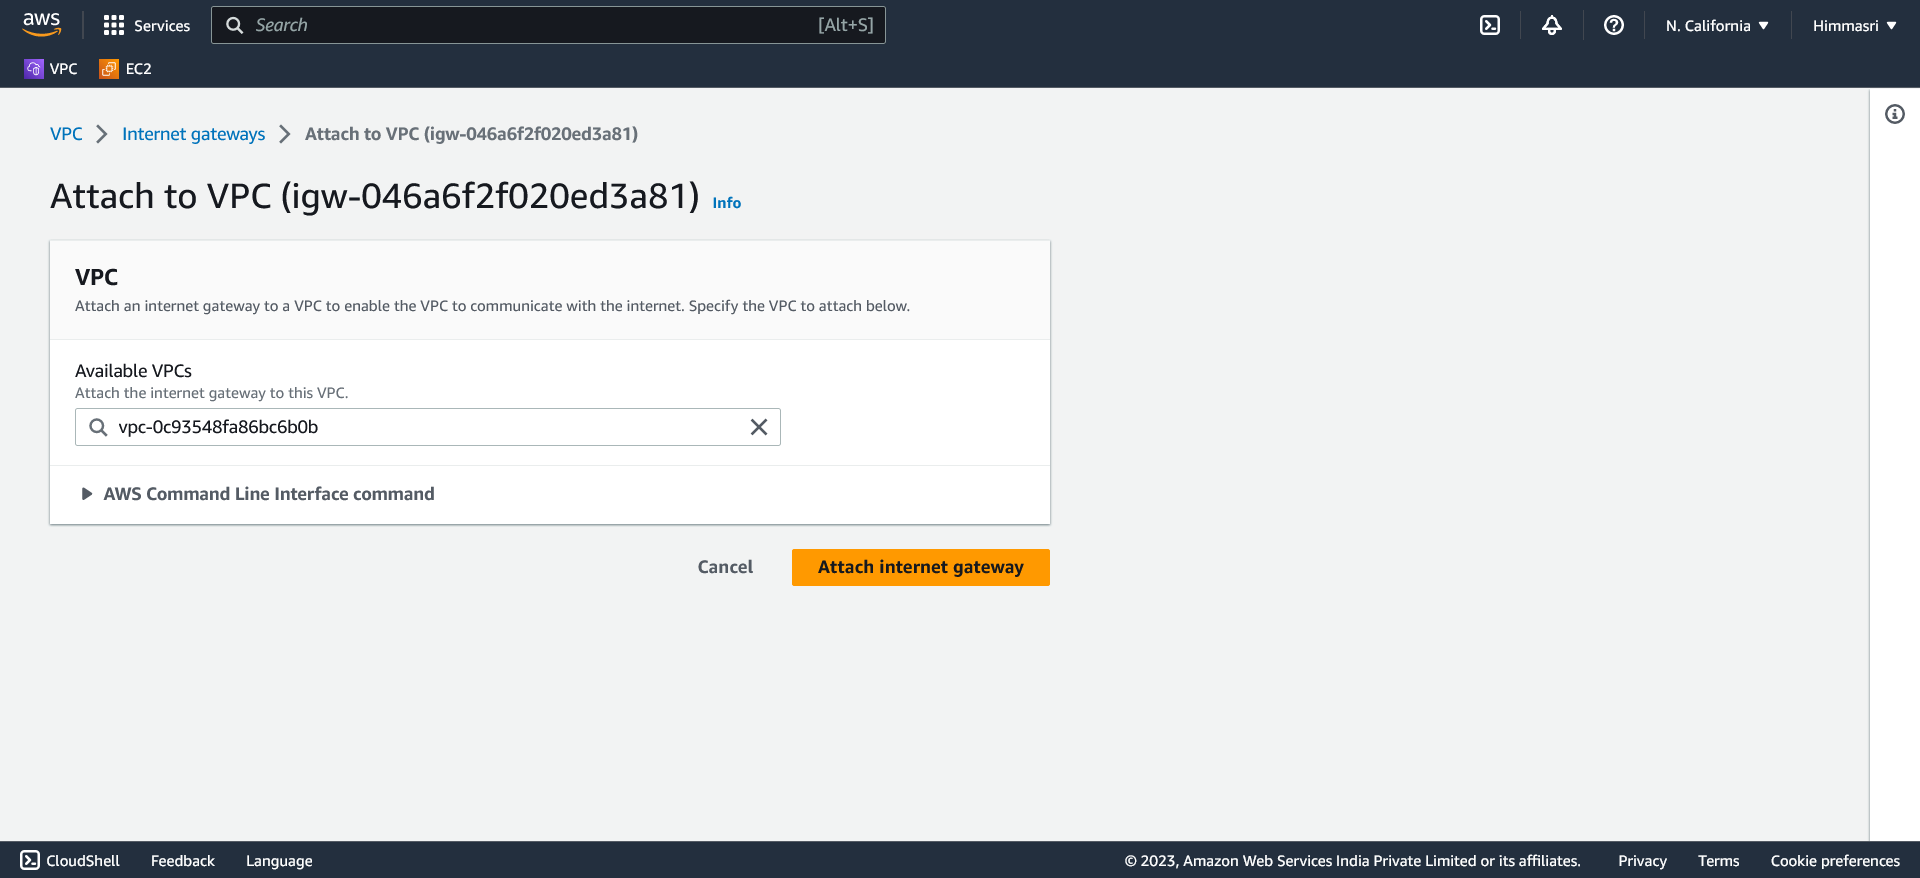 aws Services Search [Alt+S] N. California Himmasri
VPC EC2
VPC Internet gateways Attach to VPC (igw-046a6f2f020ed3a81)
Attach to VPC (igw-046a6f2f020ed3a81) Info
VPC
Attach an internet gateway to a VPC to enable the VPC to communicate with the internet. Specify the VPC to attach below.
Available VPCs
Attach the internet gateway to this VPC.
vpc-0c93548fa86bc6b0b
AWS Command Line Interface command
Cancel Attach internet gateway
CloudShell Feedback Language © 2023, Amazon Web Services India Private Limited or its affiliates. Privacy Terms Cookie preferences